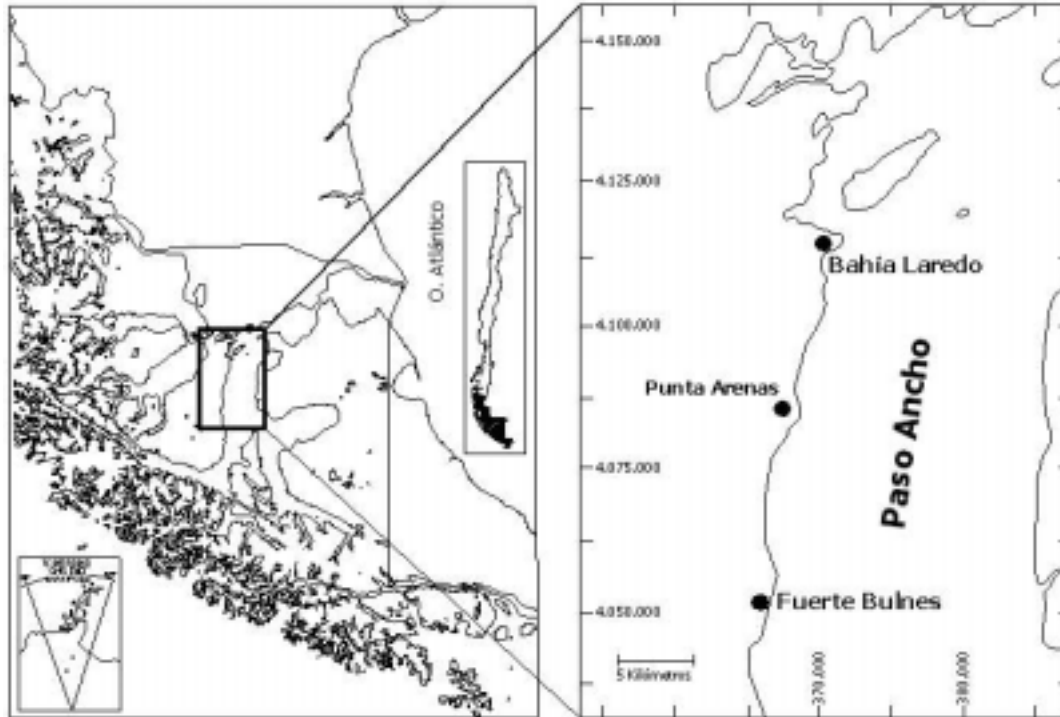 O. Atlántico
4.150.000
4.125.000
Bahía Laredo
4.100.000
Punta Arenas
Paso Ancho
4.075.000
4.050.000
Fuerte Bulnes
5 Kilómetros
370.000
380.000